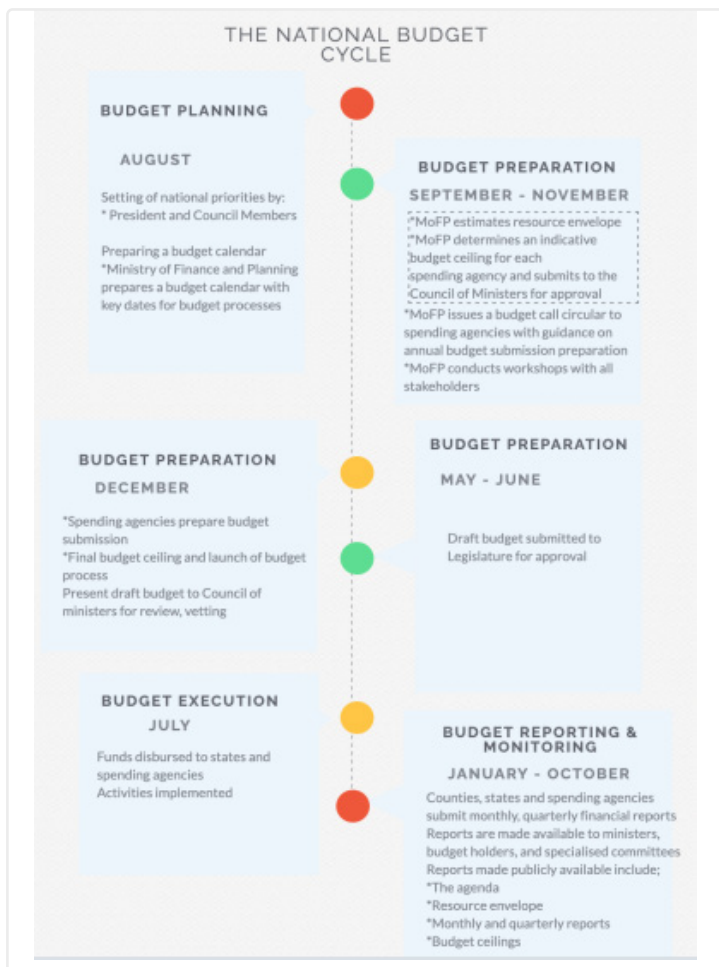 THE NATIONAL BUDGET
CYCLE
BUDGET PLANNING
AUGUST
Setting of national priorities by:
* President and Council Members
Preparing a budget calendar
*Ministry of Finance and Planning
prepares a budget calendar with
key dates for budget processes
BUDGET PREPARATION
SEPTEMBER - NOVEMBER
*MoFP estimates resource envelope
*MoFP determines an indicative
budget ceiling for each
spending agency and submits to the
Council of Ministers for approval
*MoFP issues a budget call circular to
spending agencies with guidance on
annual budget submission preparation
*MoFP conducts workshops with all
stakeholders
BUDGET PREPARATION
DECEMBER
*Spending agencies prepare budget
submission
*Final budget ceiling and launch of budget
process
Present draft budget to Council of
ministers for review, vetting
BUDGET PREPARATION
MAY - JUNE
Draft budget submitted to
Legislature for approval
BUDGET EXECUTION
JULY
Funds disbursed to states and
spending agencies
Activities implemented
BUDGET REPORTING &
MONITORING
JANUARY - OCTOBER
Counties, states and spending agencies
submit monthly, quarterly financial reports
Reports are made available to ministers,
budget holders, and specialised committees
Reports made publicly available include;
*The agenda
*Resource envelope
*Monthly and quarterly reports
*Budget ceilings